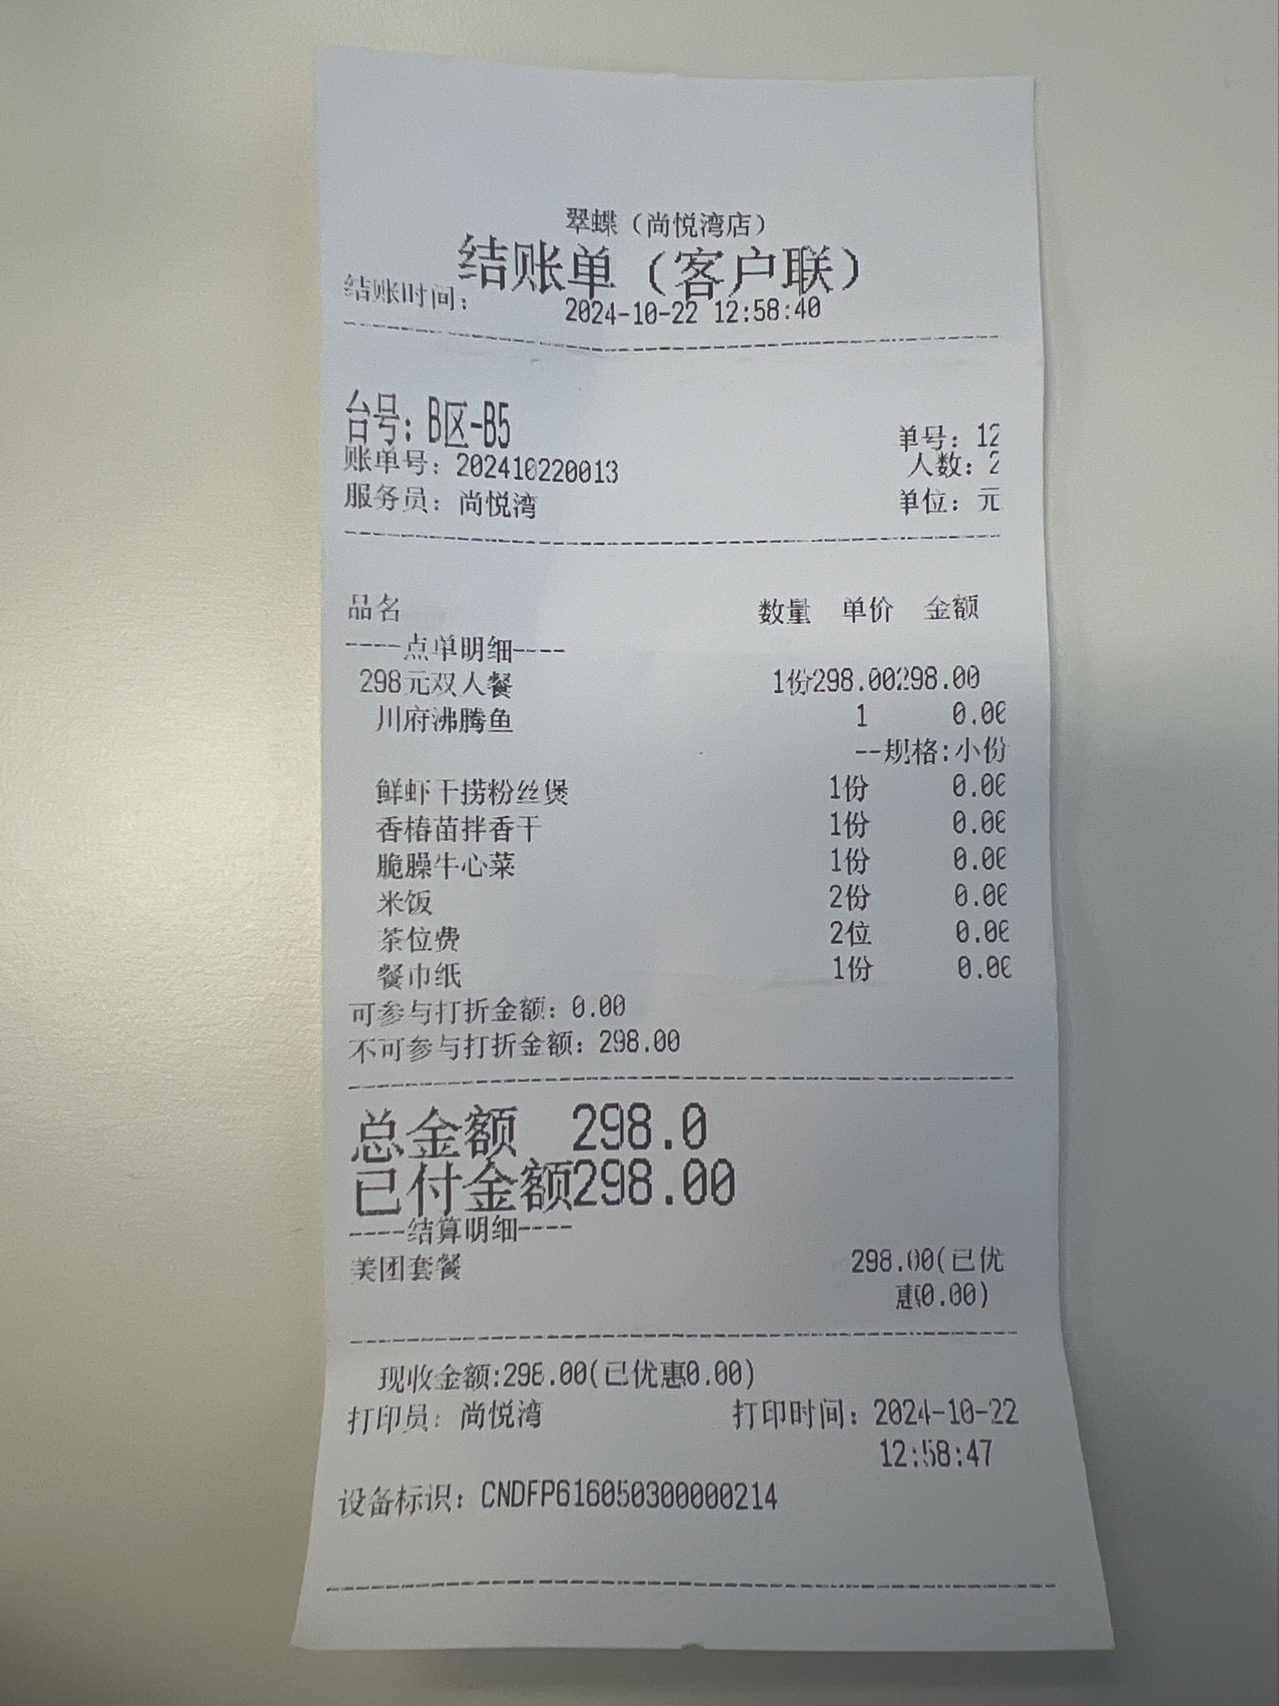 翠蝶（尚悦湾店）
结账单（客户联）
结账时间： 2024-10-22 12:58:40
台号：B区-B5
单号：12
账单号：202410220013
人数：2
服务员：尚悦湾
单位：元
品名 数量 单价 金额
----点单明细----
298元双人餐 1份298.00298.00
川府沸腾鱼 1 0.00
--规格:小份
鲜虾干捞粉丝煲 1份 0.00
香椿苗拌香干 1份 0.00
脆臊牛心菜 1份 0.00
米饭 2份 0.00
茶位费 2位 0.00
餐巾纸 1份 0.00
可参与打折金额：0.00
不可参与打折金额：298.00
总金额 298.0
已付金额298.00
----结算明细----
美团套餐 298.00(已优
惠0.00)
现收金额:298.00(已优惠0.00)
打印员：尚悦湾 打印时间：2024-10-22
12:58:47
设备标识：CNDFP616050300000214